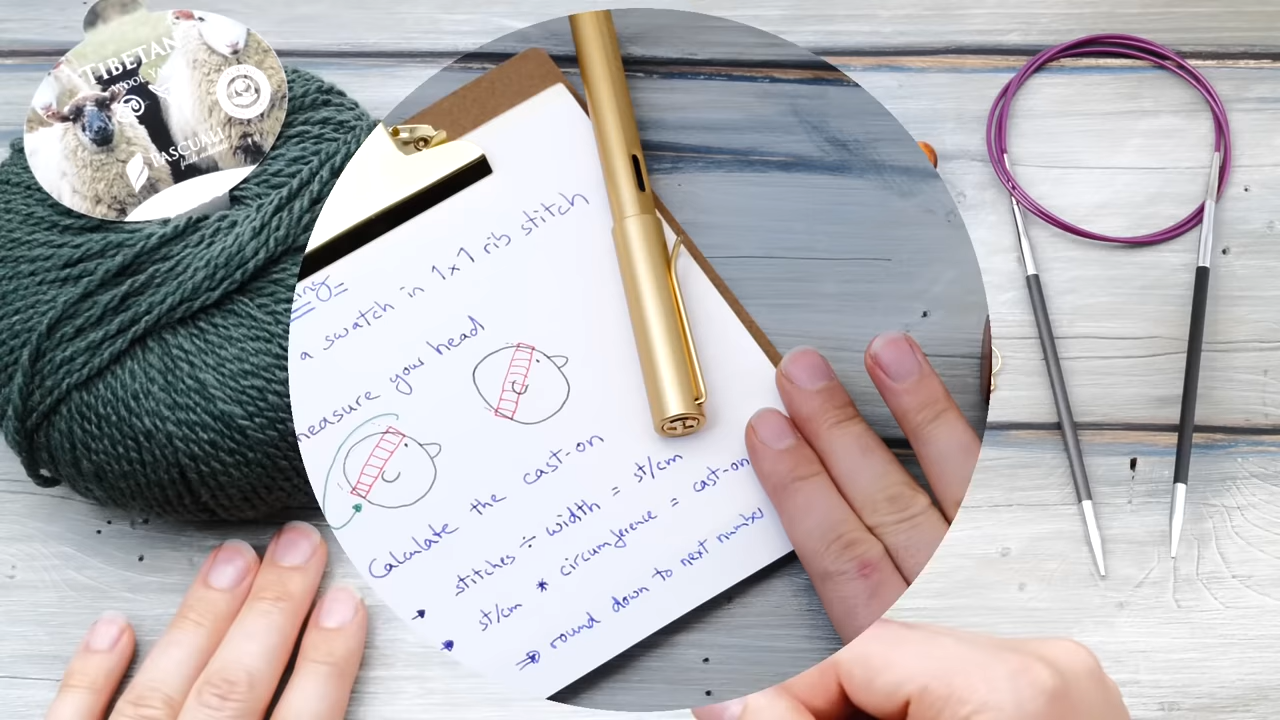 TIBETAN
PASCUALI
a swatch in 1x1 rib stitch
measure your head
Calculate the cast-on
stitches ÷ width = st/cm
st/cm * circumference = cast-on
⇒ round down to next number